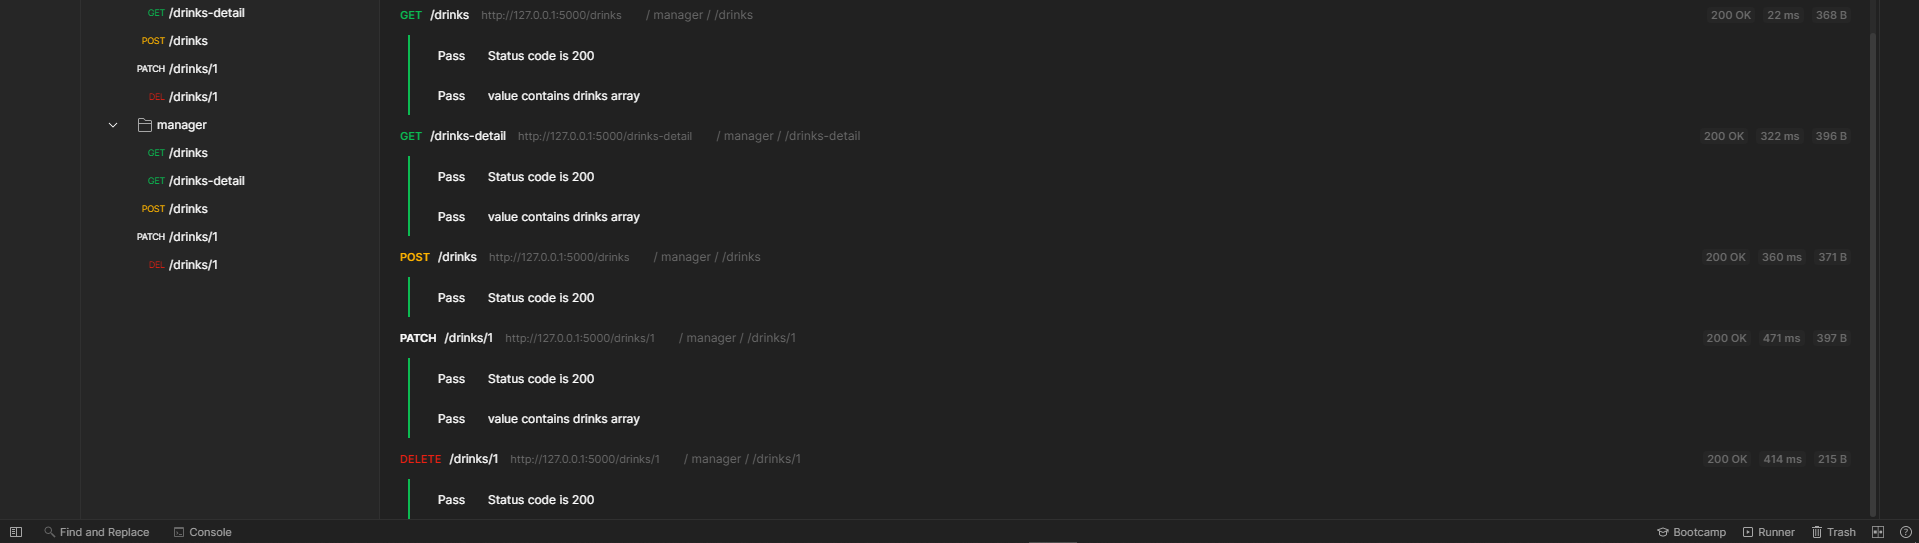 GET /drinks-detail
POST /drinks
PATCH /drinks/1
DEL /drinks/1
manager
GET /drinks
GET /drinks-detail
POST /drinks
PATCH /drinks/1
DEL /drinks/1
GET /drinks http://127.0.0.1:5000/drinks / manager / /drinks 200 OK 22 ms 368 B
Pass Status code is 200
Pass value contains drinks array
GET /drinks-detail http://127.0.0.1:5000/drinks-detail / manager / /drinks-detail 200 OK 322 ms 396 B
Pass Status code is 200
Pass value contains drinks array
POST /drinks http://127.0.0.1:5000/drinks / manager / /drinks 200 OK 360 ms 371 B
Pass Status code is 200
PATCH /drinks/1 http://127.0.0.1:5000/drinks/1 / manager / /drinks/1 200 OK 471 ms 397 B
Pass Status code is 200
Pass value contains drinks array
DELETE /drinks/1 http://127.0.0.1:5000/drinks/1 / manager / /drinks/1 200 OK 414 ms 215 B
Pass Status code is 200
Find and Replace Console Bootcamp Runner Trash